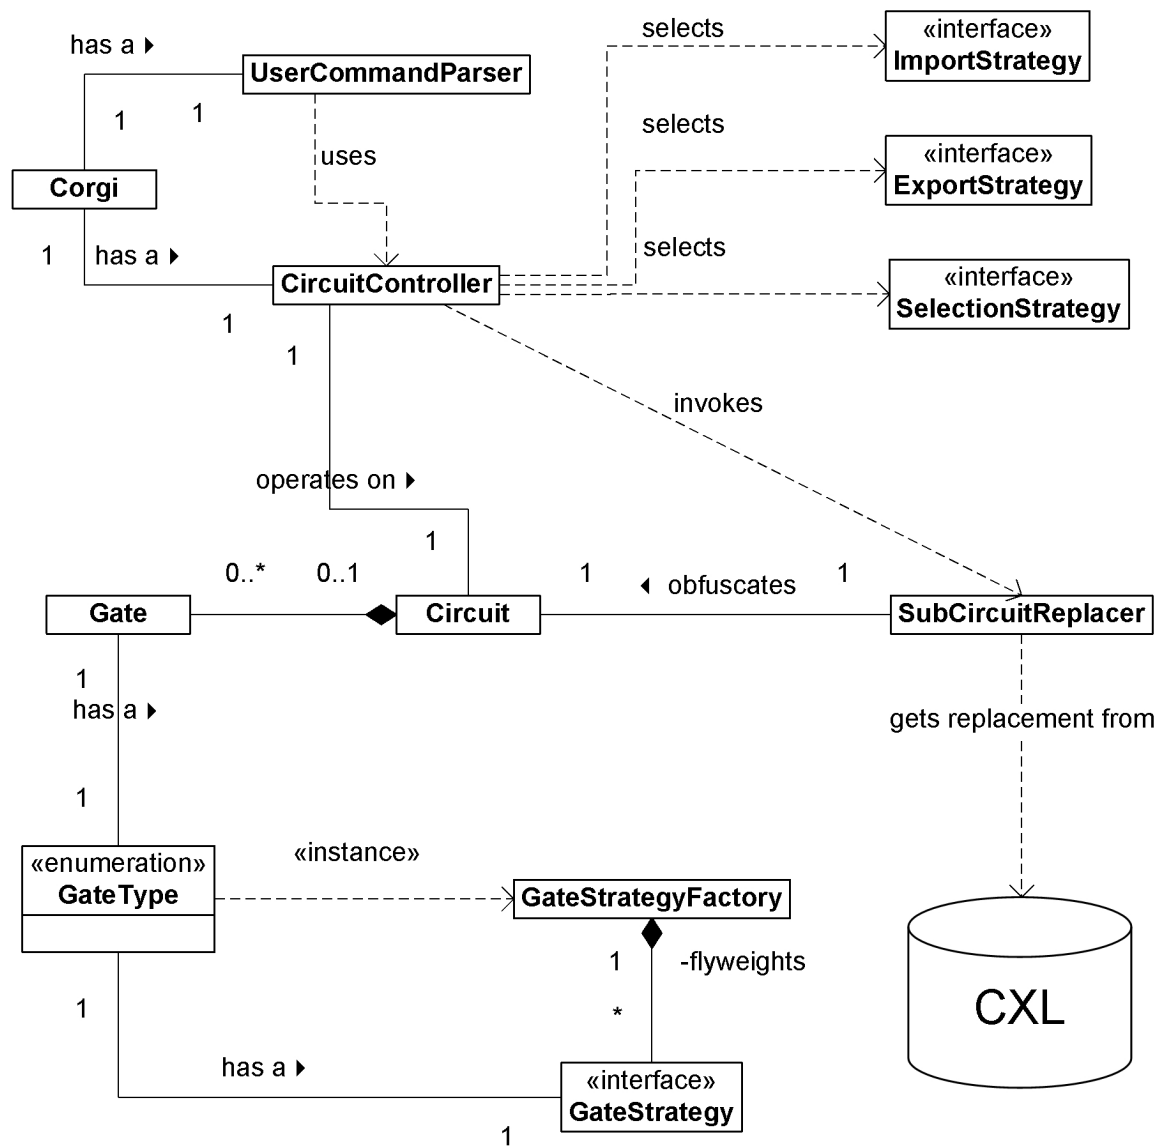 has a
UserCommandParser
1
1
Corgi
uses
1
has a
CircuitController
1
1
selects
«interface»
ImportStrategy
selects
«interface»
ExportStrategy
selects
«interface»
SelectionStrategy
invokes
operates on
1
0..*
0..1
1
obfuscates
1
Gate
Circuit
SubCircuitReplacer
1
has a
gets replacement from
1
«enumeration»
GateType
«instance»
GateStrategyFactory
1
-flyweights
*
CXL
1
has a
«interface»
GateStrategy
1